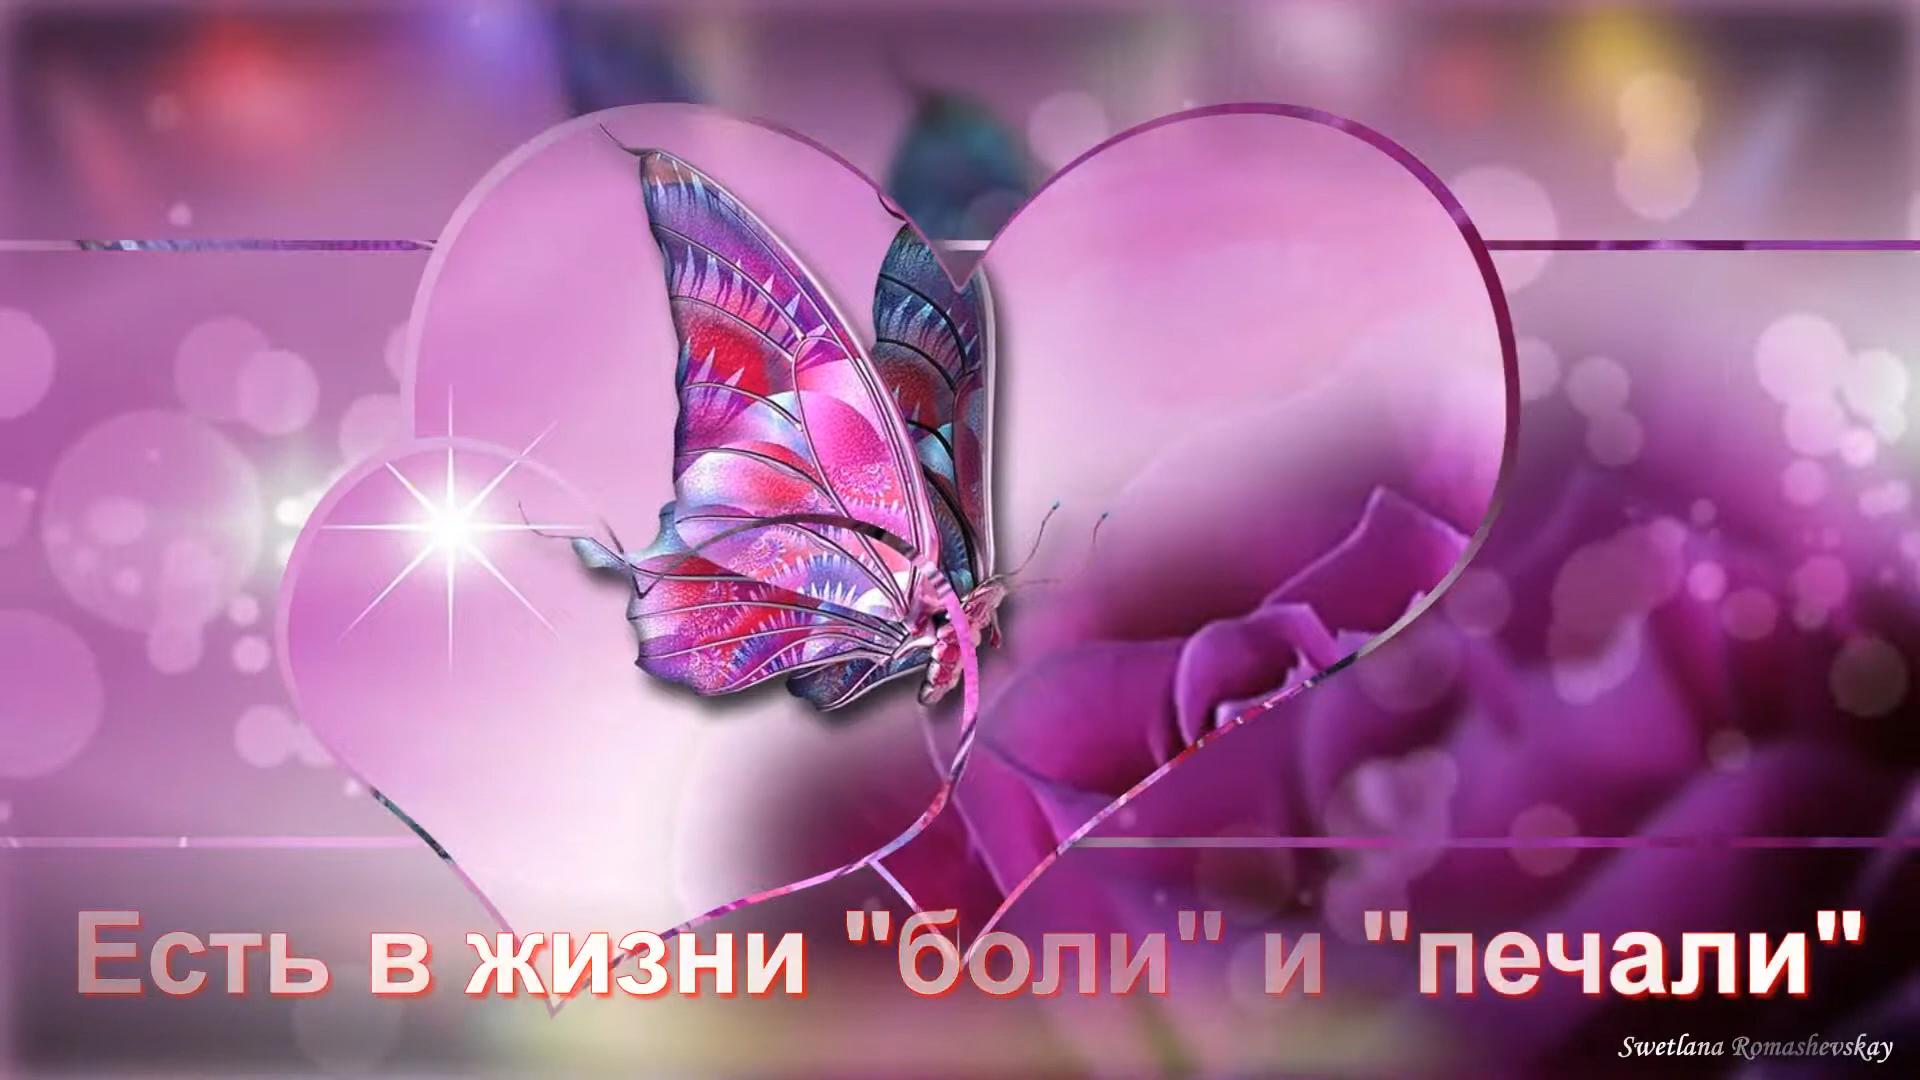 Есть в жизни "боли" и "печали"
Swetlana Romashevskay